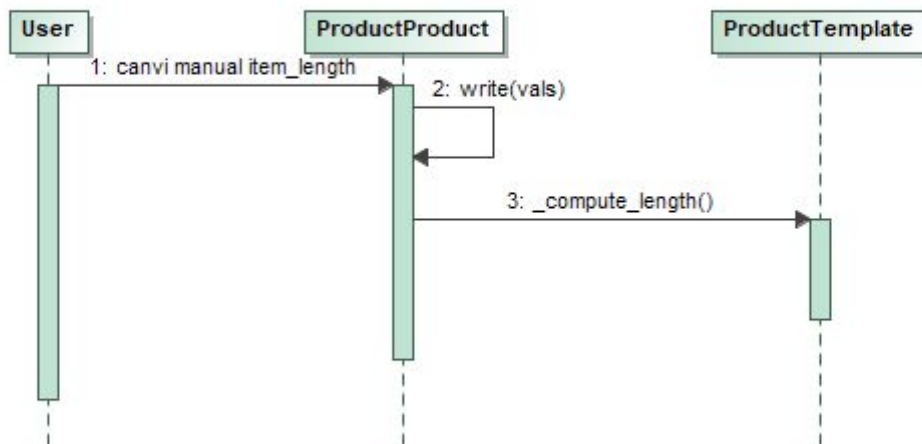 User
ProductProduct
ProductTemplate
1: canvi manual item_length
2: write(vals)
3: _compute_length()